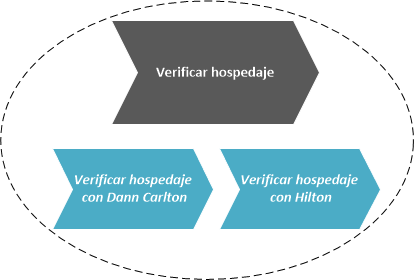 Verificar hospedaje
Verificar hospedaje
con Dann Carlton
Verificar hospedaje
con Hilton